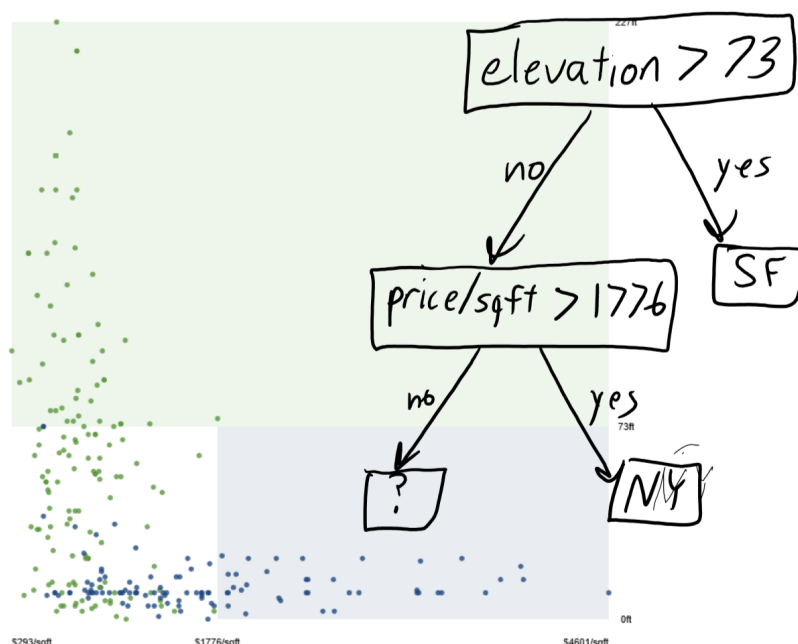 227ft
elevation > 73
no
yes
SF
price/sqft > 1776
no
yes
73ft
?
NY
0ft
$293/sqft
$1776/sqft
$4601/sqft